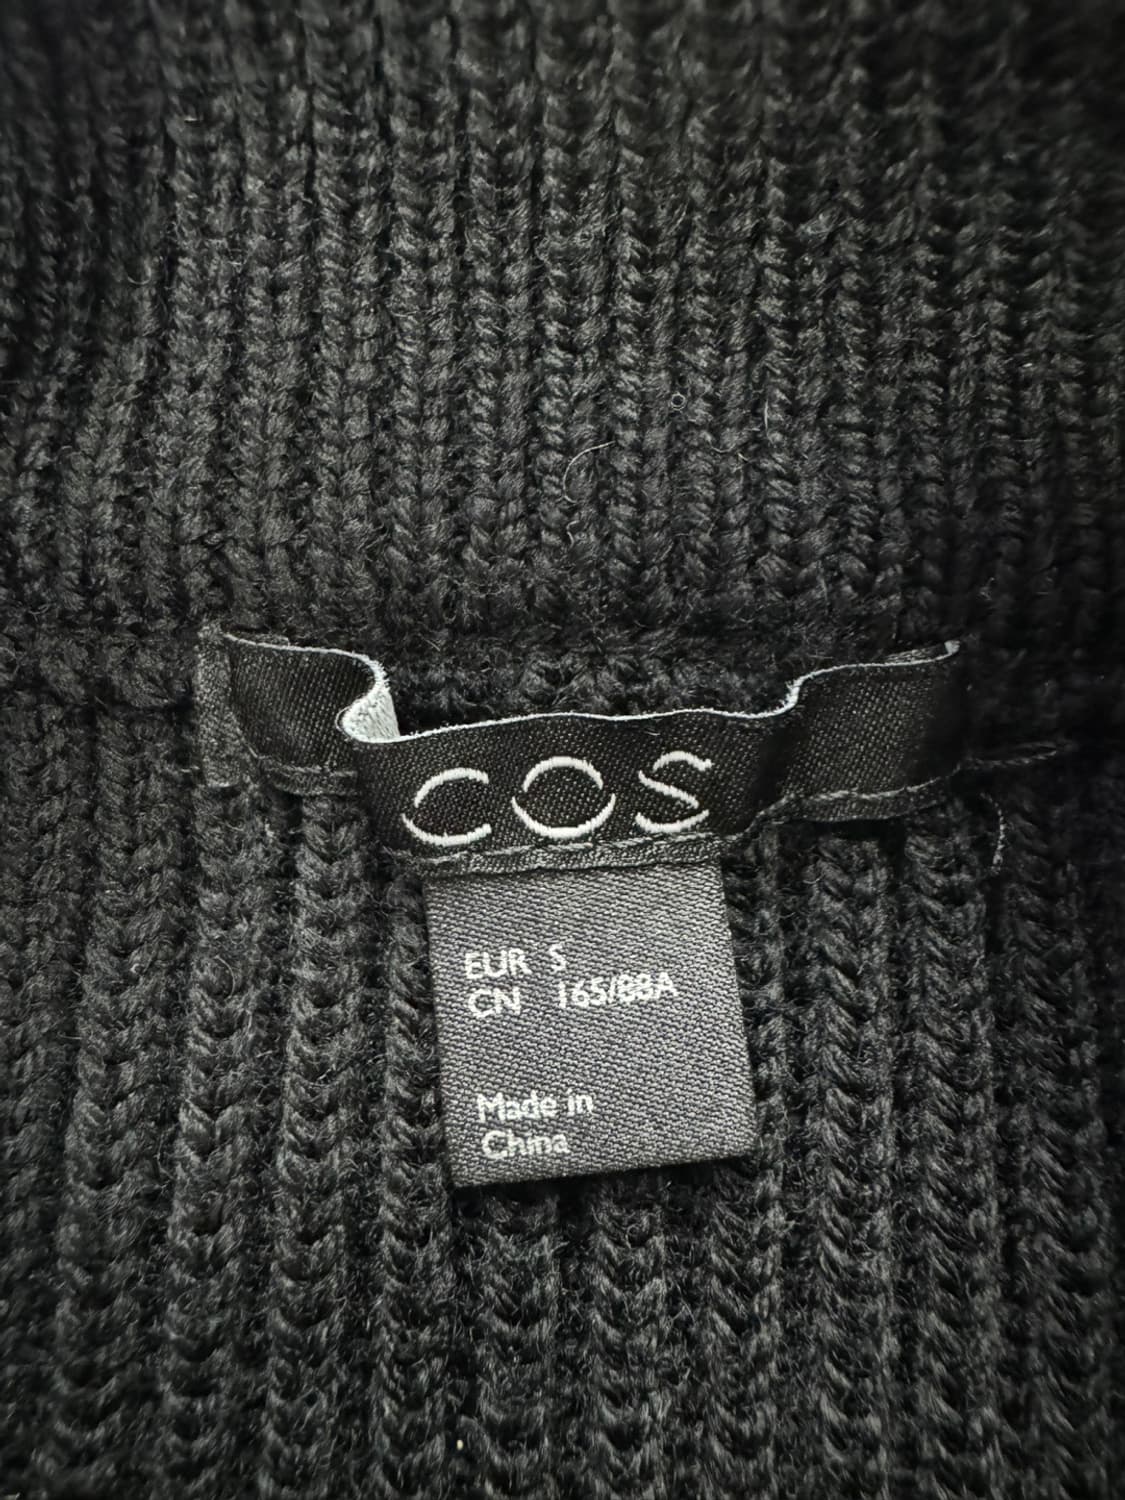 COS
EUR S
CN 165/88A
Made in
China